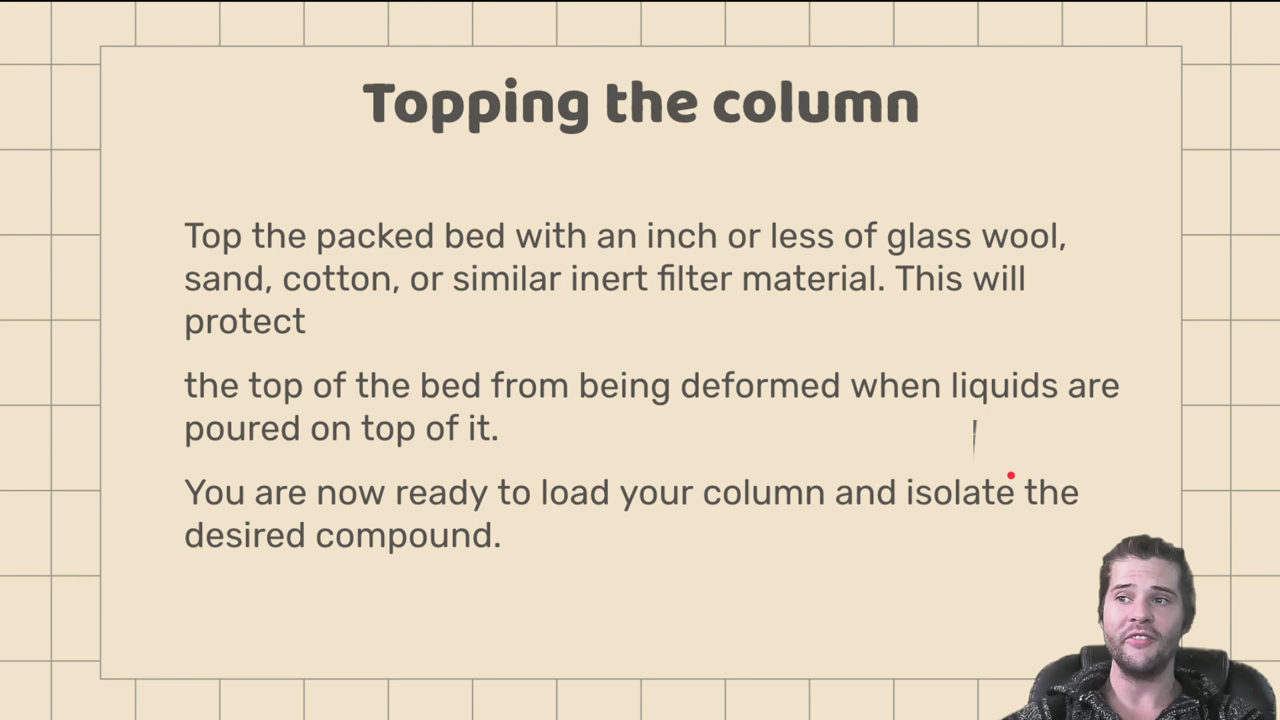 Topping the column
Top the packed bed with an inch or less of glass wool,
sand, cotton, or similar inert filter material. This will
protect
the top of the bed from being deformed when liquids are
poured on top of it.
You are now ready to load your column and isolate the
desired compound.